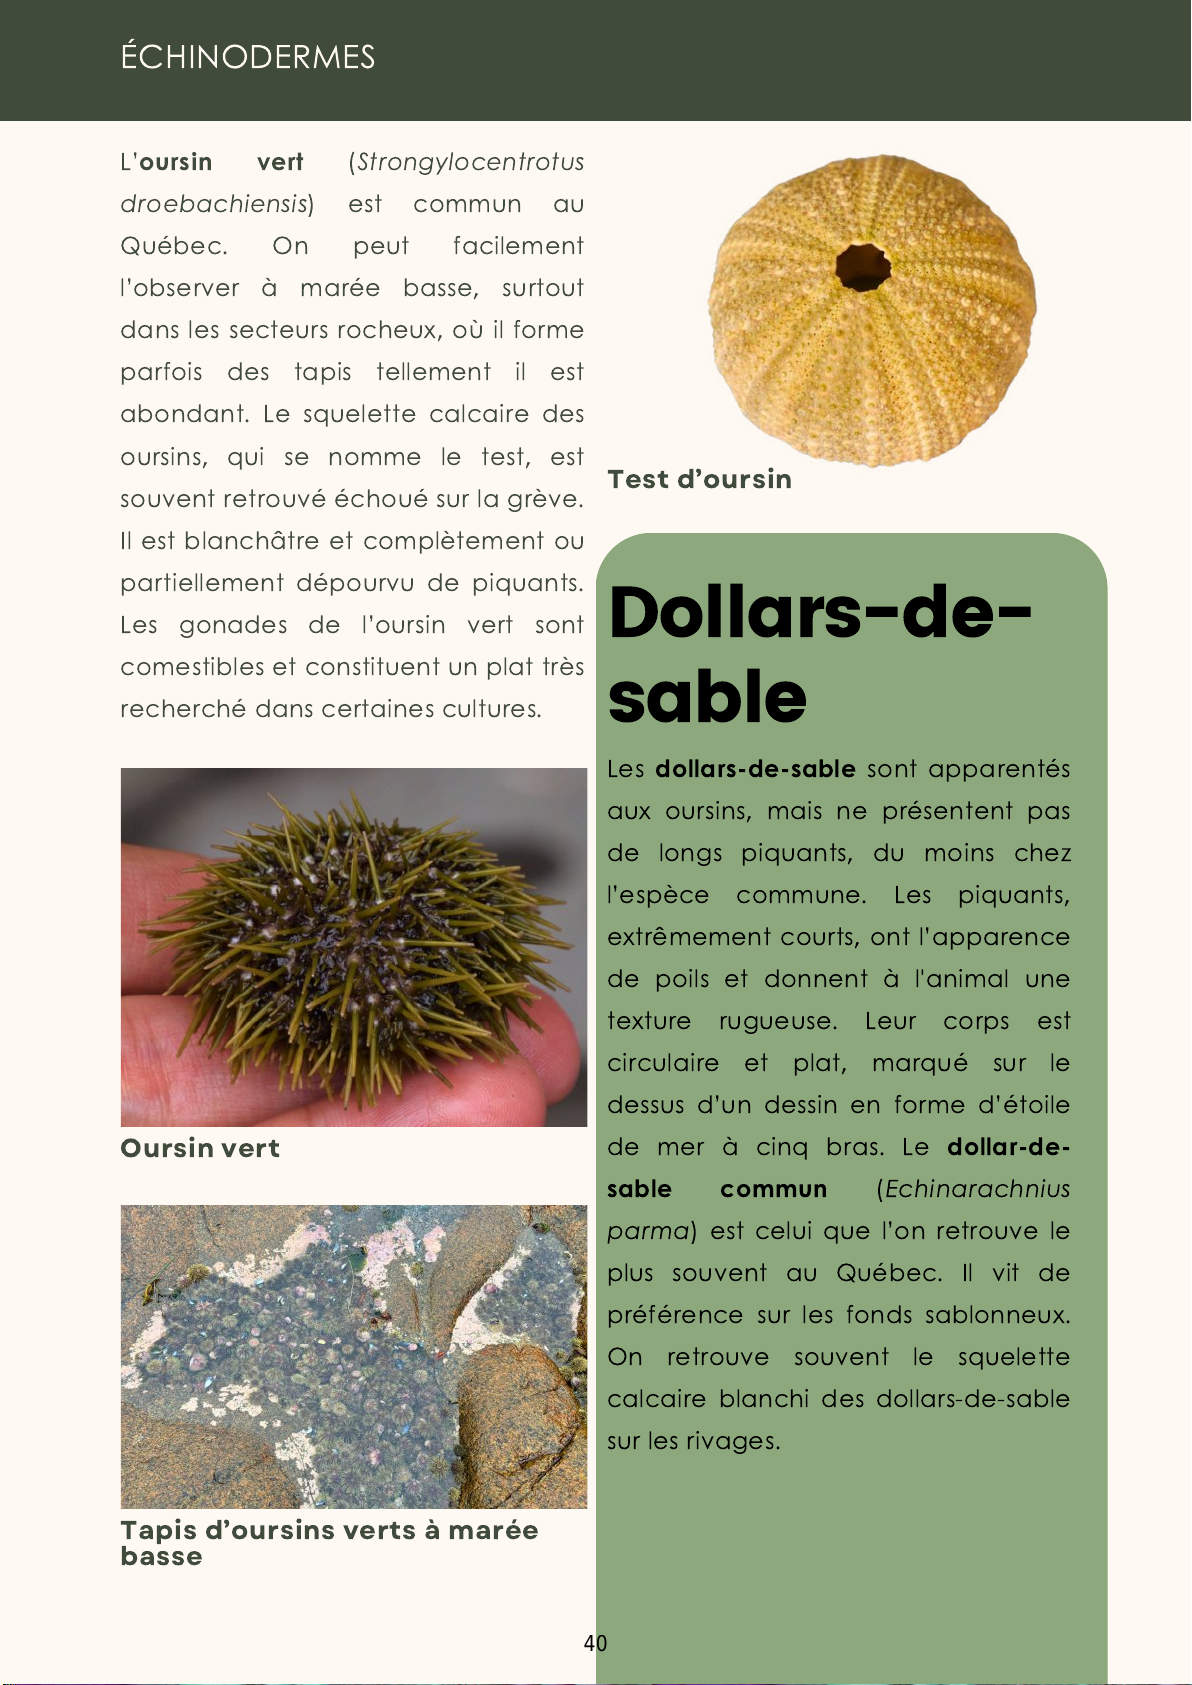 ÉCHINODERMES
L’oursin vert (Strongylocentrotus
droebachiensis) est commun au
Québec. On peut facilement
l’observer à marée basse, surtout
dans les secteurs rocheux, où il forme
parfois des tapis tellement il est
abondant. Le squelette calcaire des
oursins, qui se nomme le test, est
souvent retrouvé échoué sur la grève.
Il est blanchâtre et complètement ou
partiellement dépourvu de piquants.
Les gonades de l’oursin vert sont
comestibles et constituent un plat très
recherché dans certaines cultures.
Oursin vert
Tapis d’oursins verts à marée
basse
Test d’oursin
Dollars-de-
sable
Les dollars-de-sable sont apparentés
aux oursins, mais ne présentent pas
de longs piquants, du moins chez
l’espèce commune. Les piquants,
extrêmement courts, ont l’apparence
de poils et donnent à l'animal une
texture rugueuse. Leur corps est
circulaire et plat, marqué sur le
dessus d’un dessin en forme d’étoile
de mer à cinq bras. Le dollar-de-
sable commun (Echinarachnius
parma) est celui que l’on retrouve le
plus souvent au Québec. Il vit de
préférence sur les fonds sablonneux.
On retrouve souvent le squelette
calcaire blanchi des dollars-de-sable
sur les rivages.
40